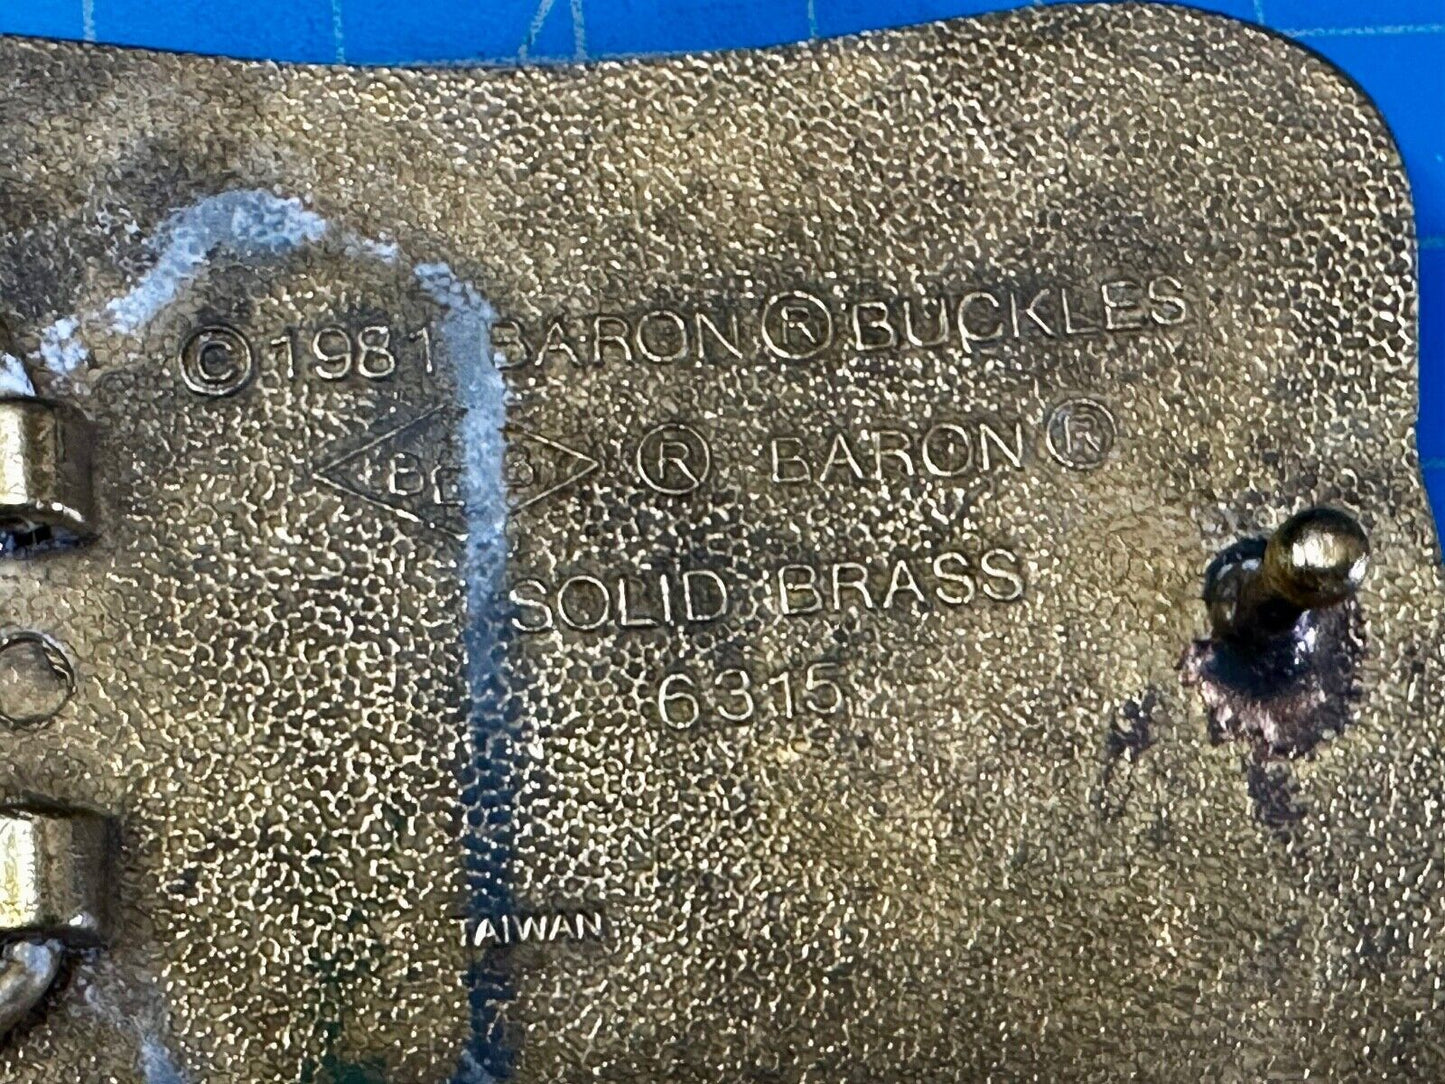 ©1981 BARON® BUCKLES
® BARON®
SOLID BRASS
6315
TAIWAN